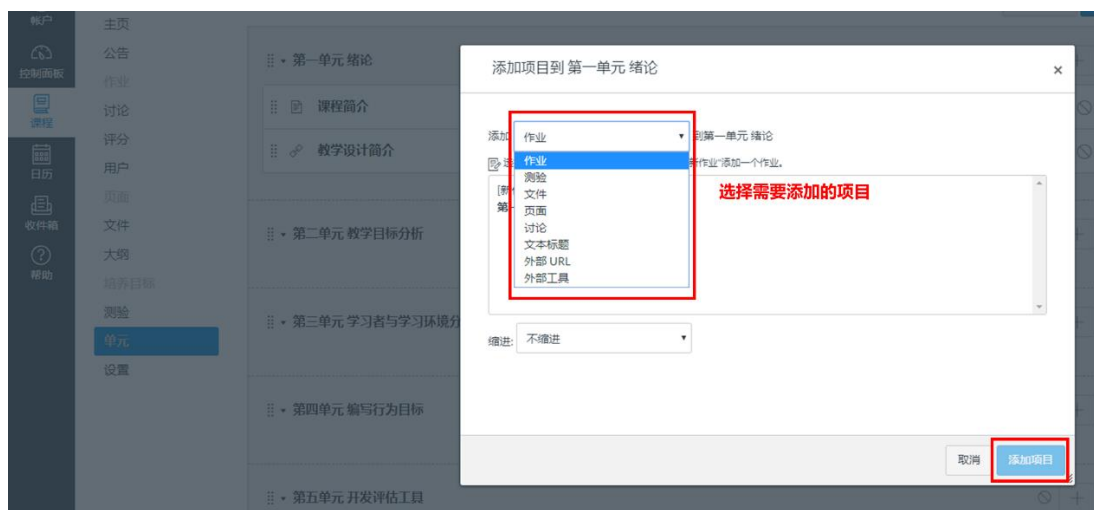 帐户
控制面板
课程
日历
收件箱
帮助
主页
公告
作业
讨论
评分
用户
页面
文件
大纲
培养目标
测验
单元
设置
第一单元 绪论
课程简介
教学设计简介
第二单元 教学目标分析
第三单元 学习者与学习环境分
第四单元 编写行为目标
第五单元 开发评估工具
添加项目到 第一单元 绪论
添加 作业 到第一单元 绪论
新作业"添加一个作业。
作业
测验
文件
页面
讨论
文本标题
外部 URL
外部工具
选择需要添加的项目
缩进: 不缩进
取消
添加项目